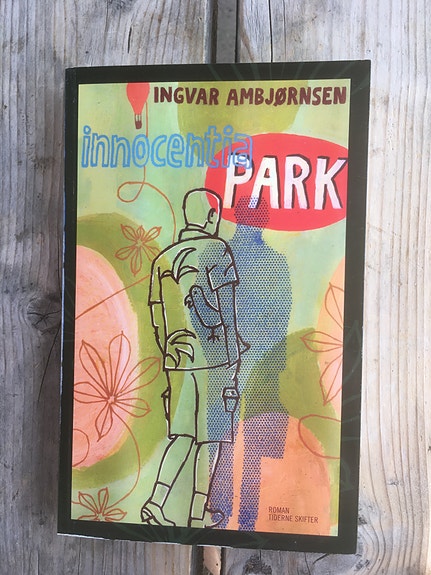 INGVAR AMBJØRNSEN
innocentia
PARK
ROMAN
TIDERNE SKIFTER